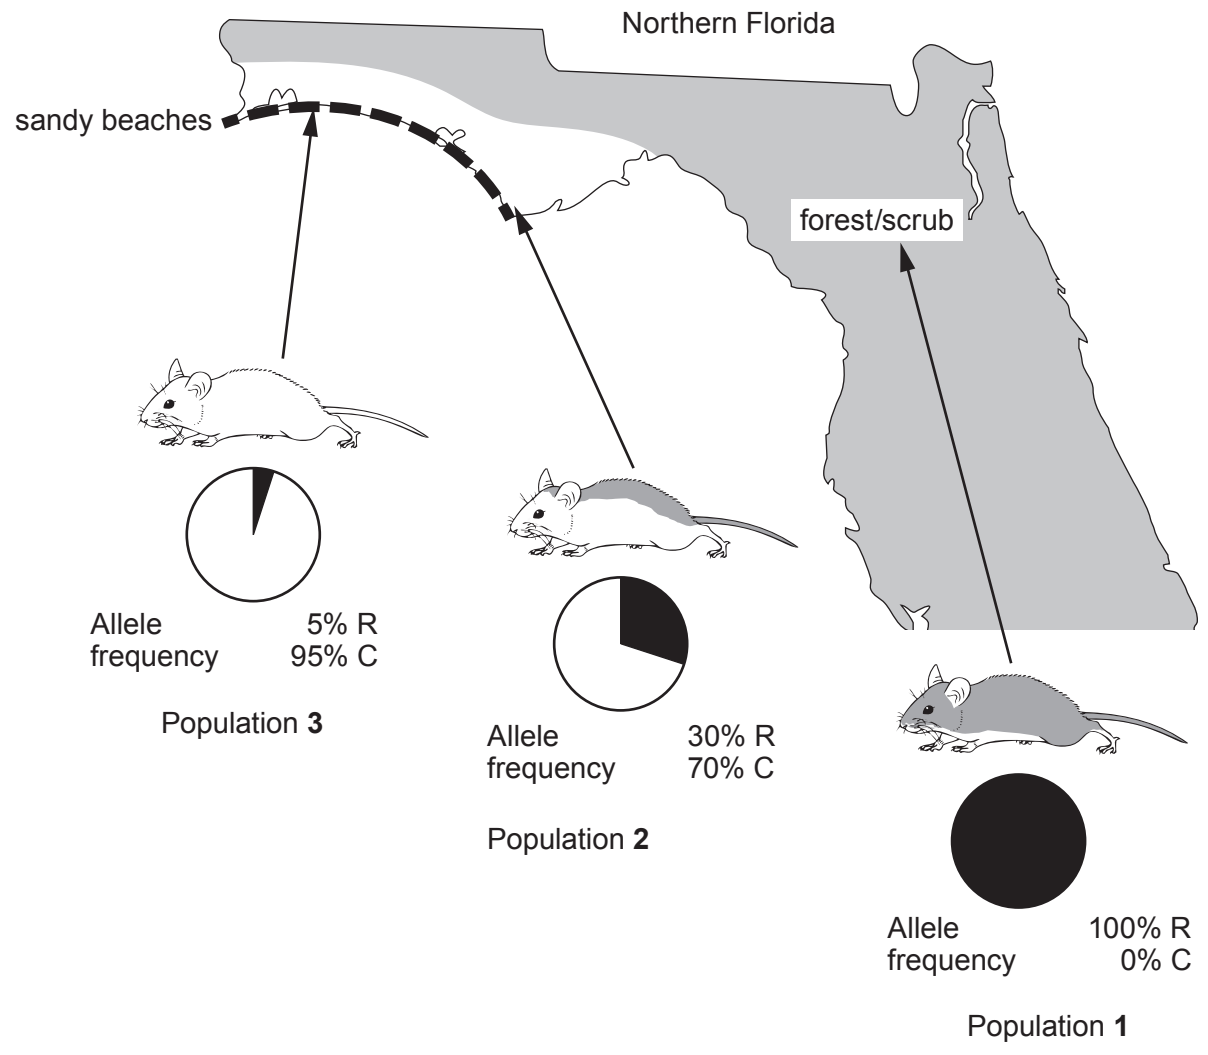 Northern Florida
sandy beaches
forest/scrub
Allele 5% R
frequency 95% C
Population 3
Allele 30% R
frequency 70% C
Population 2
Allele 100% R
frequency 0% C
Population 1